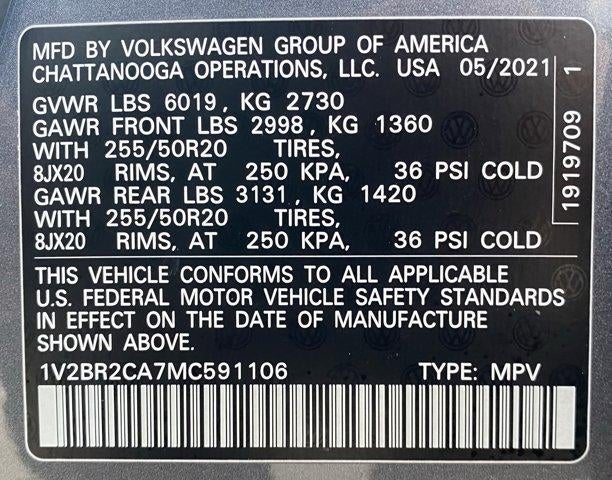 MFD BY VOLKSWAGEN GROUP OF AMERICA
CHATTANOOGA OPERATIONS, LLC. USA 05/2021
GVWR LBS 6019, KG 2730
GAWR FRONT LBS 2998, KG 1360
WITH 255/50R20 TIRES,
8JX20 RIMS, AT 250 KPA, 36 PSI COLD
GAWR REAR LBS 3131, KG 1420
WITH 255/50R20 TIRES,
8JX20 RIMS, AT 250 KPA, 36 PSI COLD
1919709 1
THIS VEHICLE CONFORMS TO ALL APPLICABLE
U.S. FEDERAL MOTOR VEHICLE SAFETY STANDARDS
IN EFFECT ON THE DATE OF MANUFACTURE
SHOWN ABOVE.
1V2BR2CA7MC591106 TYPE: MPV